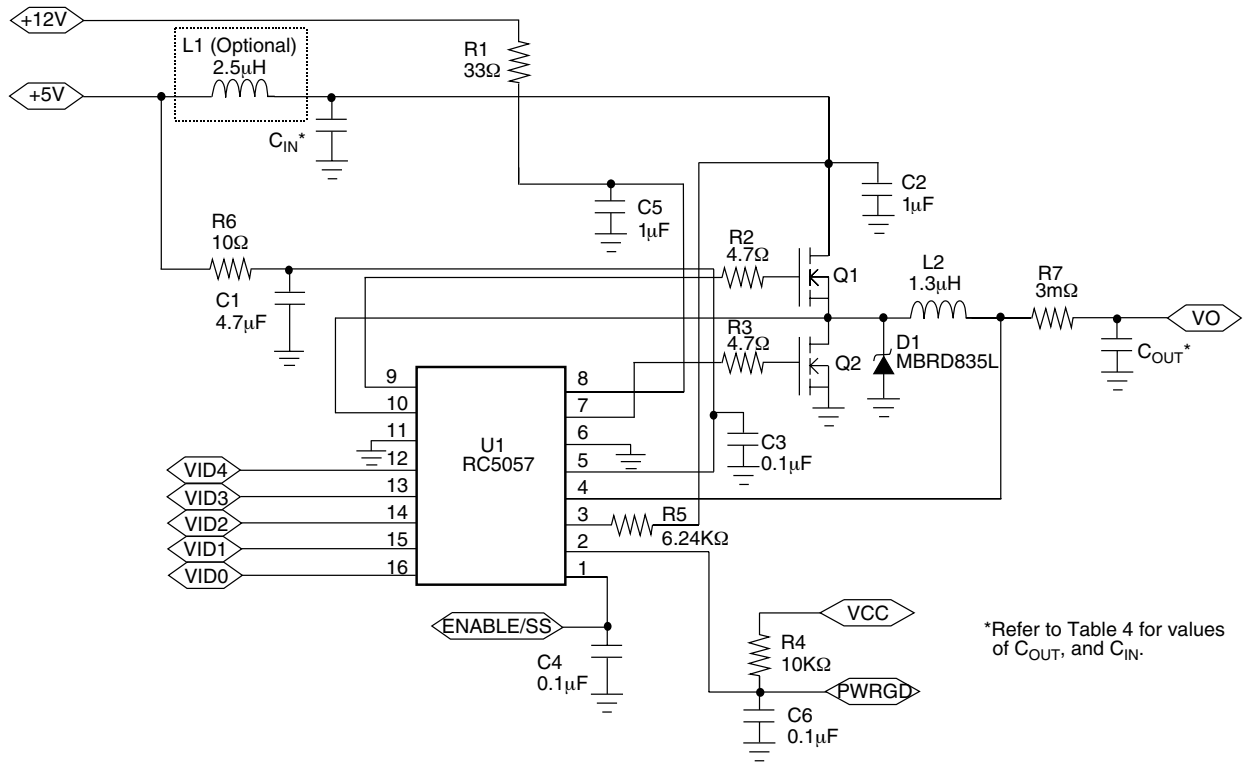 +12V
L1 (Optional)
2.5µH
R1
33Ω
+5V
CIN*
C5
1µF
C2
1µF
R6
10Ω
C1
4.7µF
R2
4.7Ω
Q1
L2
1.3µH
R7
3mΩ
VO
R3
4.7Ω
Q2
D1
MBRD835L
COUT*
9
10
11
12
13
14
15
16
U1
RC5057
8
7
6
5
4
3
2
1
C3
0.1µF
R5
6.24KΩ
VID4
VID3
VID2
VID1
VID0
ENABLE/SS
C4
0.1µF
VCC
R4
10KΩ
PWRGD
C6
0.1µF
*Refer to Table 4 for values
of COUT, and CIN.